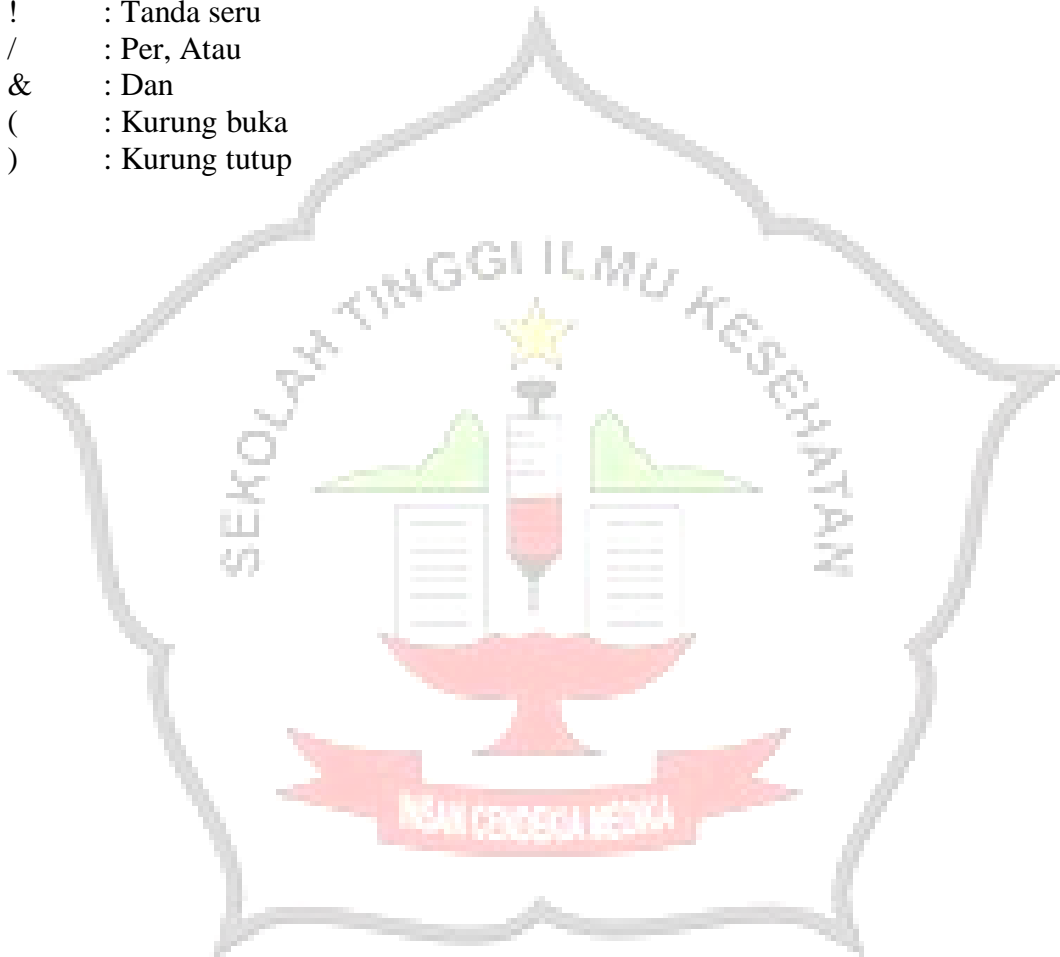 ! : Tanda seru
/ : Per, Atau
& : Dan
( : Kurung buka
) : Kurung tutup
SEKOLAH TINGGI ILMU KESEHATAN
INSAN CENDEKIA MEDIKA